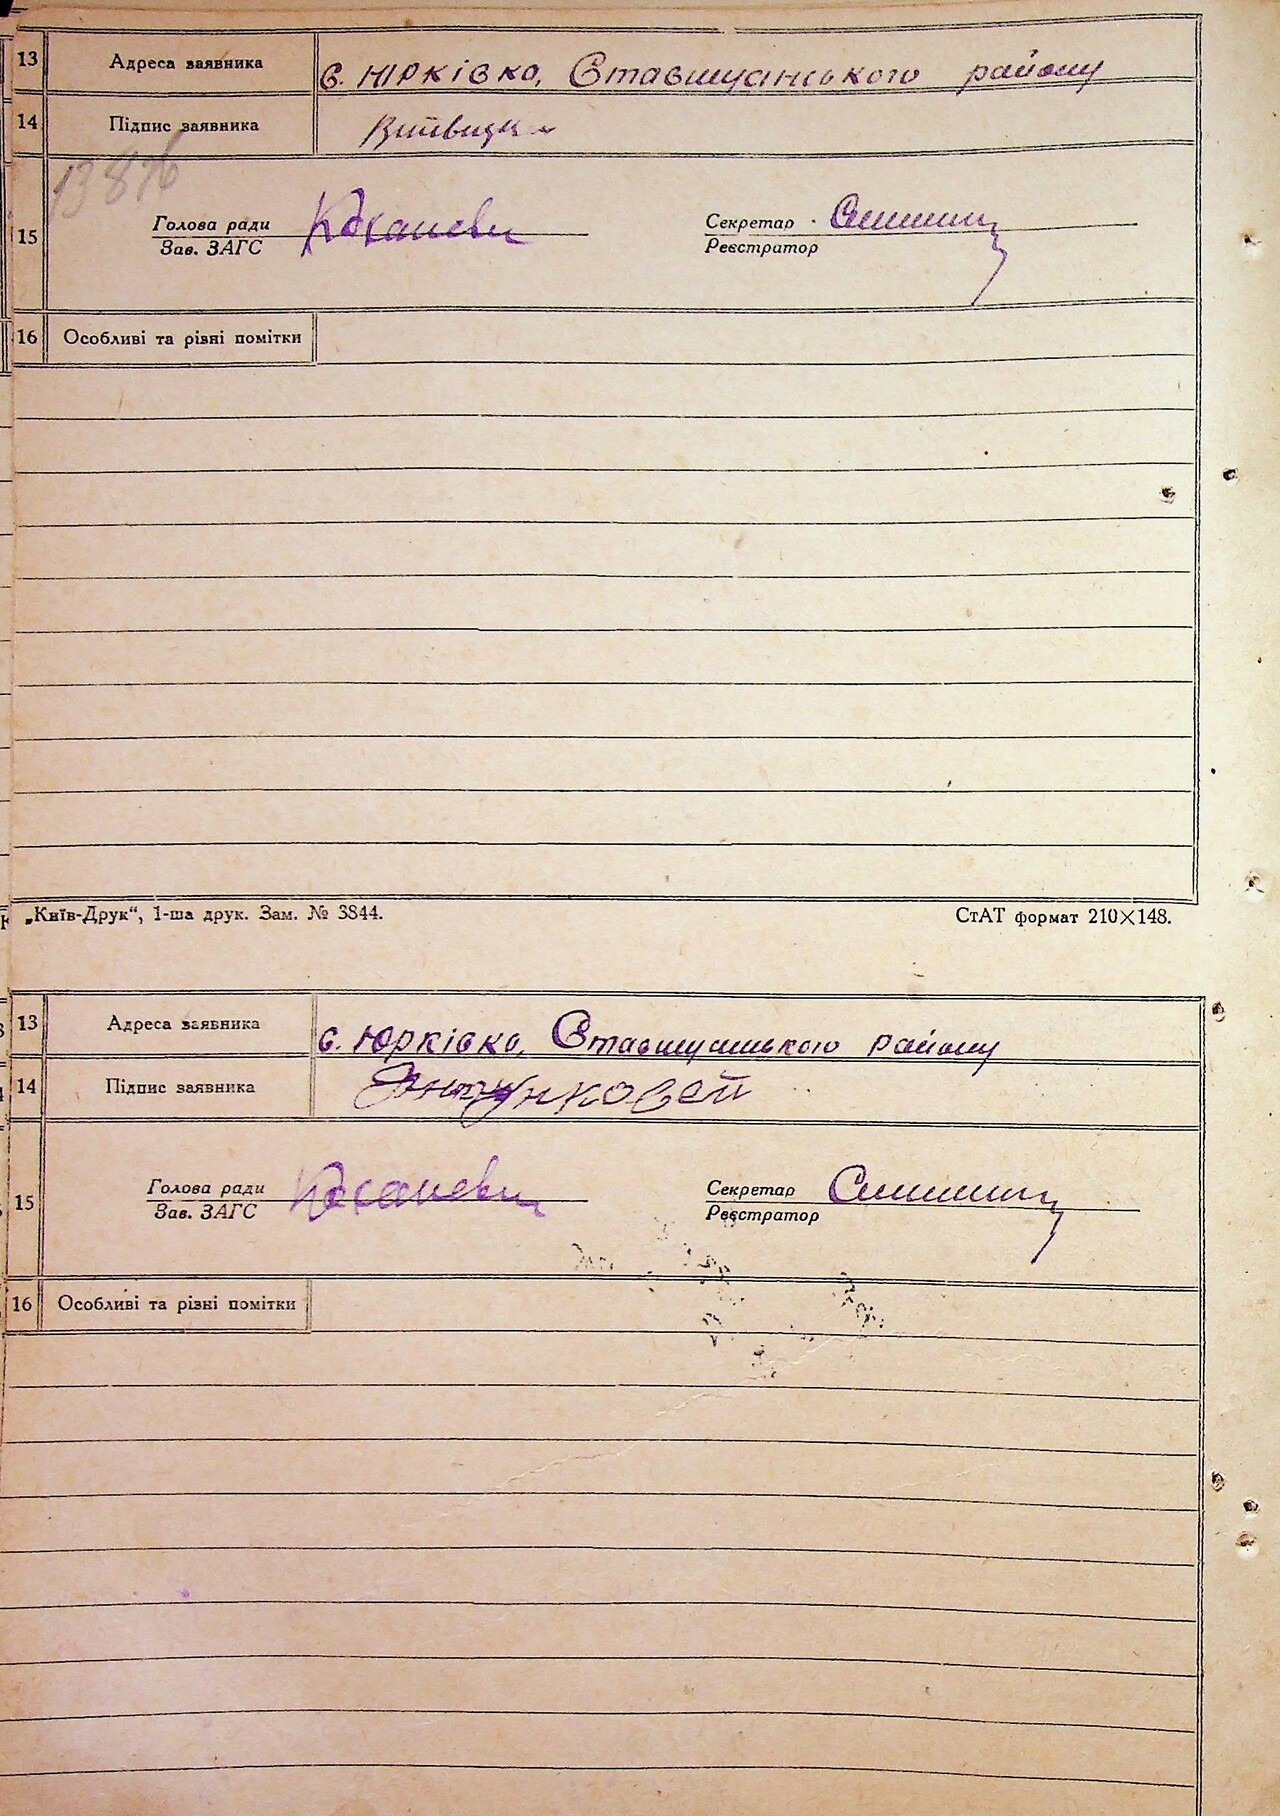 13 Адреса заявника с. Юрківка, Ставищанського району
14 Підпис заявника
13876
15 Голова ради Секретар
Зав. ЗАГС Реєстратор
16 Особливі та різні помітки
„Київ-Друк“, 1-ша друк. Зам. № 3844. СтАТ формат 210×148.
13 Адреса заявника с. Юрківка, Ставищанського району
14 Підпис заявника
15 Голова ради Секретар
Зав. ЗАГС Реєстратор
16 Особливі та різні помітки